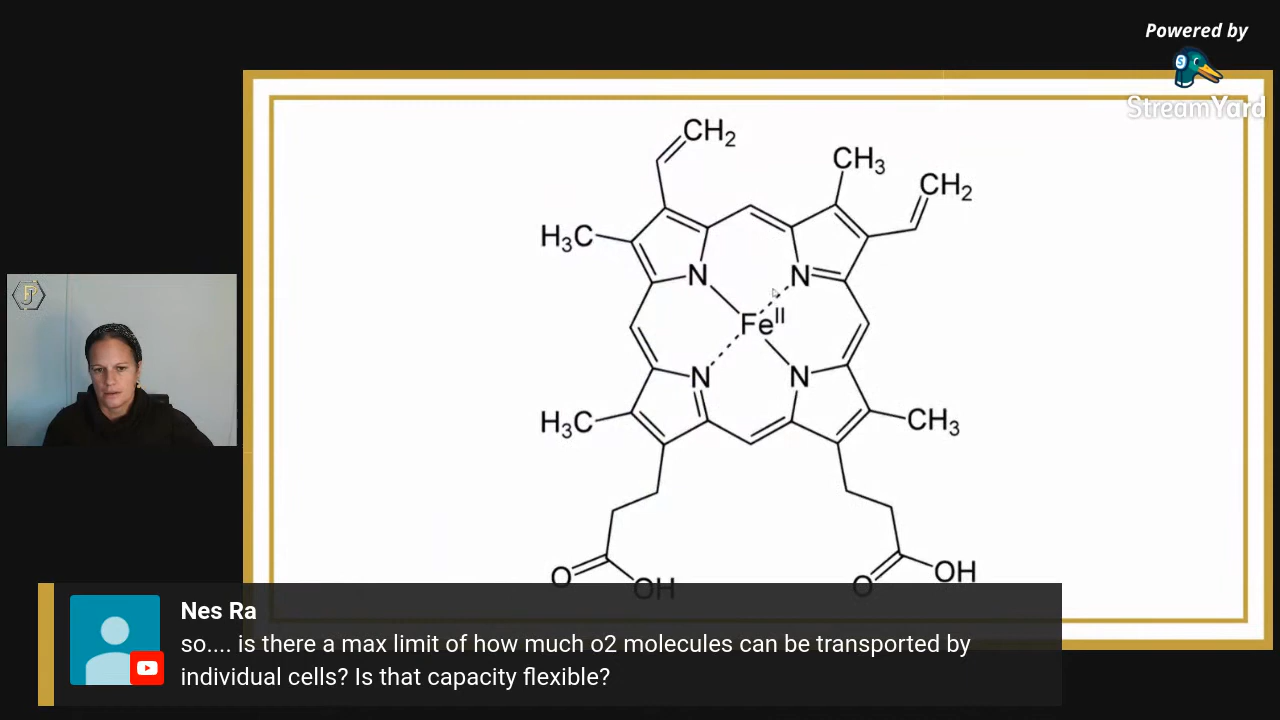 Powered by
StreamYard
CH2
CH3
CH2
H3C
N
N
FeII
N
N
H3C
CH3
O
OH
O
OH
Nes Ra
so.... is there a max limit of how much o2 molecules can be transported by
individual cells? Is that capacity flexible?